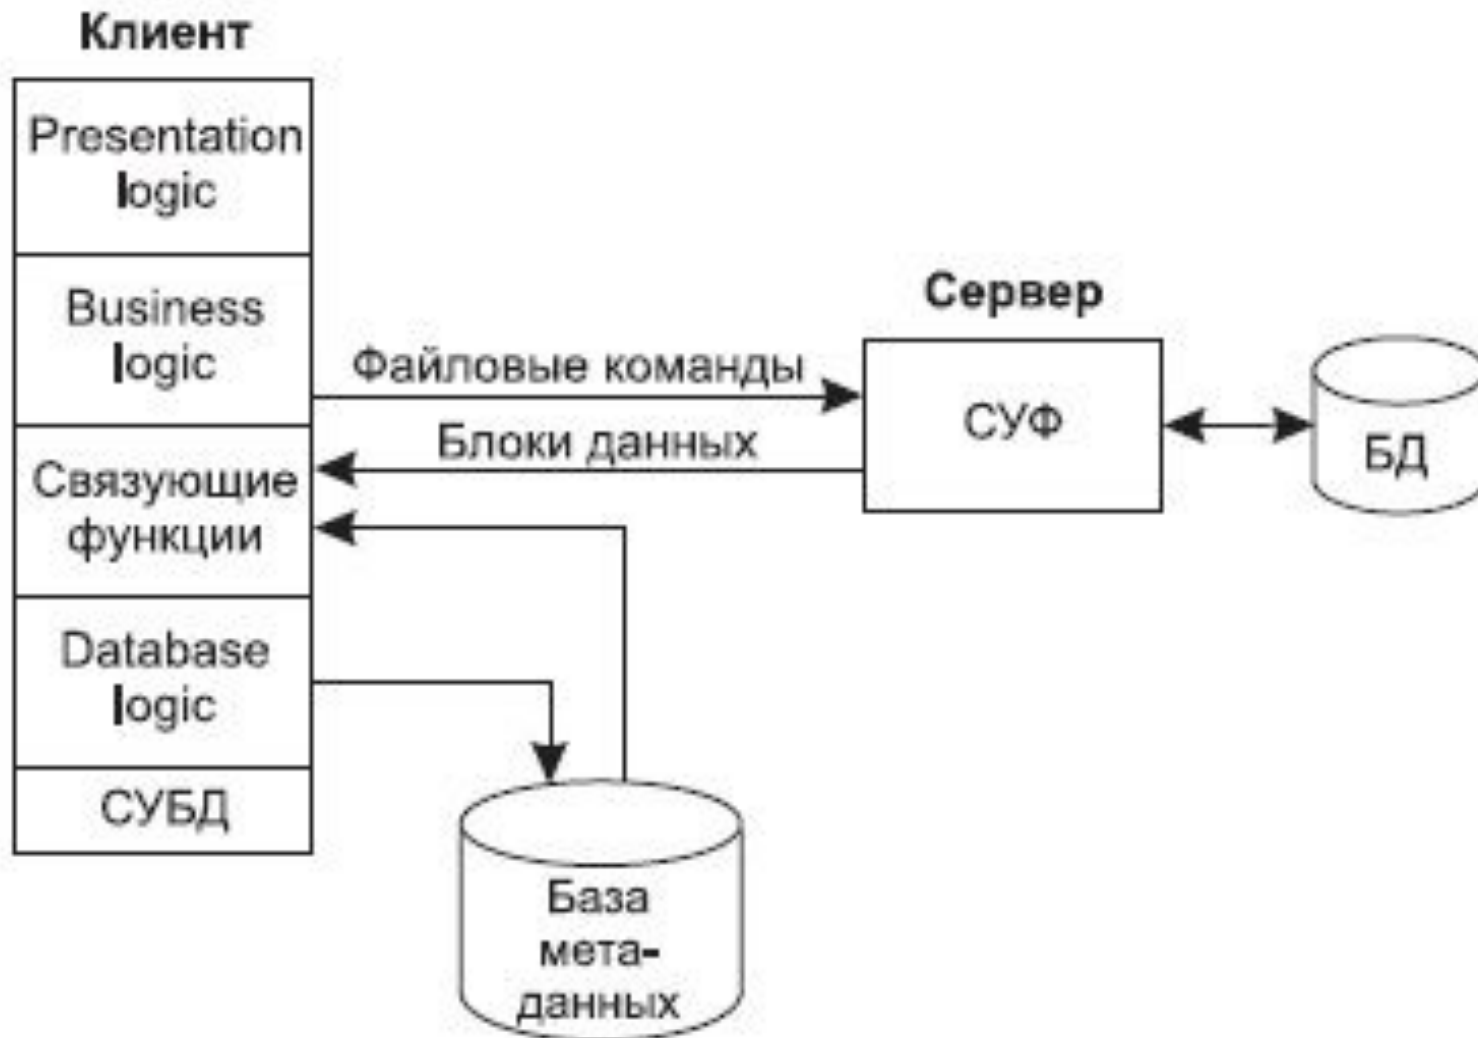 Клиент
Presentation
logic
Business
logic
Связующие
функции
Database
logic
СУБД
Файловые команды
Блоки данных
Сервер
СУФ
БД
База
мета-
данных